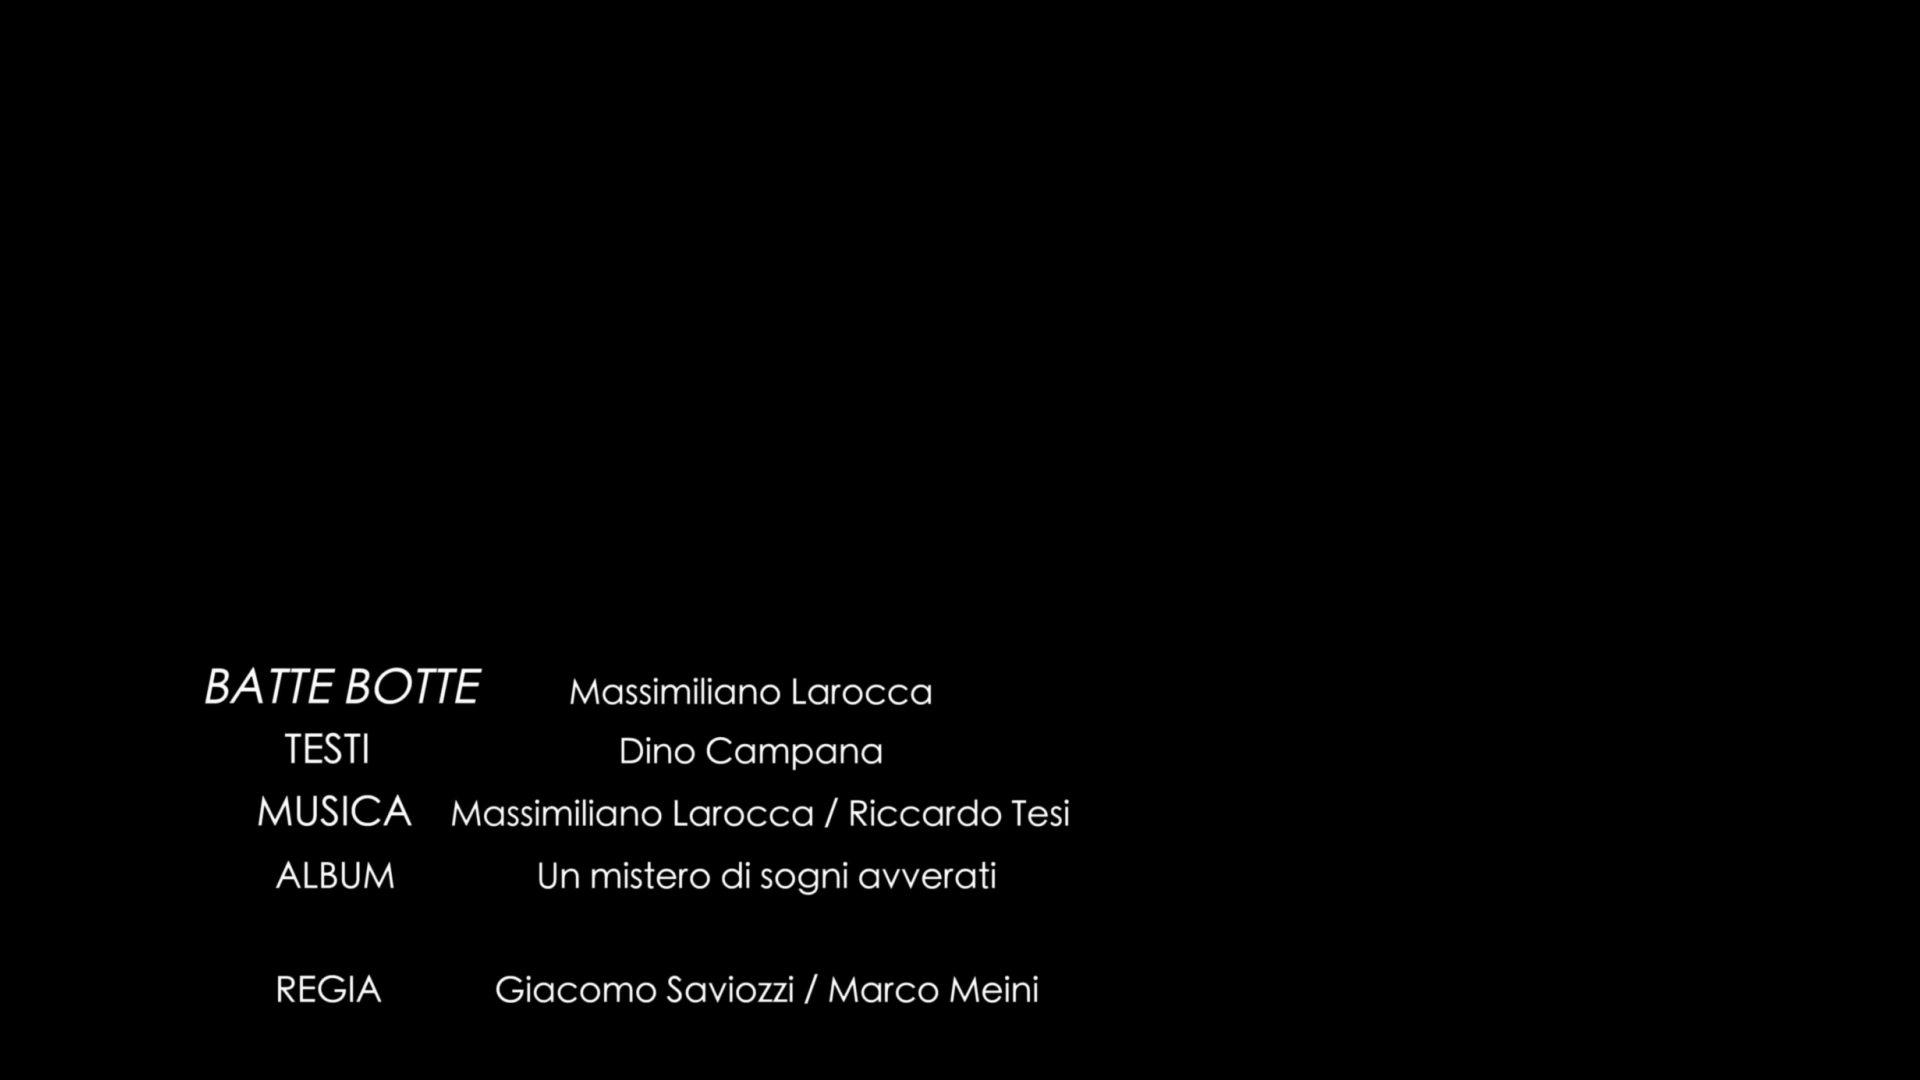 BATTE BOTTE Massimiliano Larocca
TESTI Dino Campana
MUSICA Massimiliano Larocca / Riccardo Tesi
ALBUM Un mistero di sogni avverati
REGIA Giacomo Saviozzi / Marco Meini